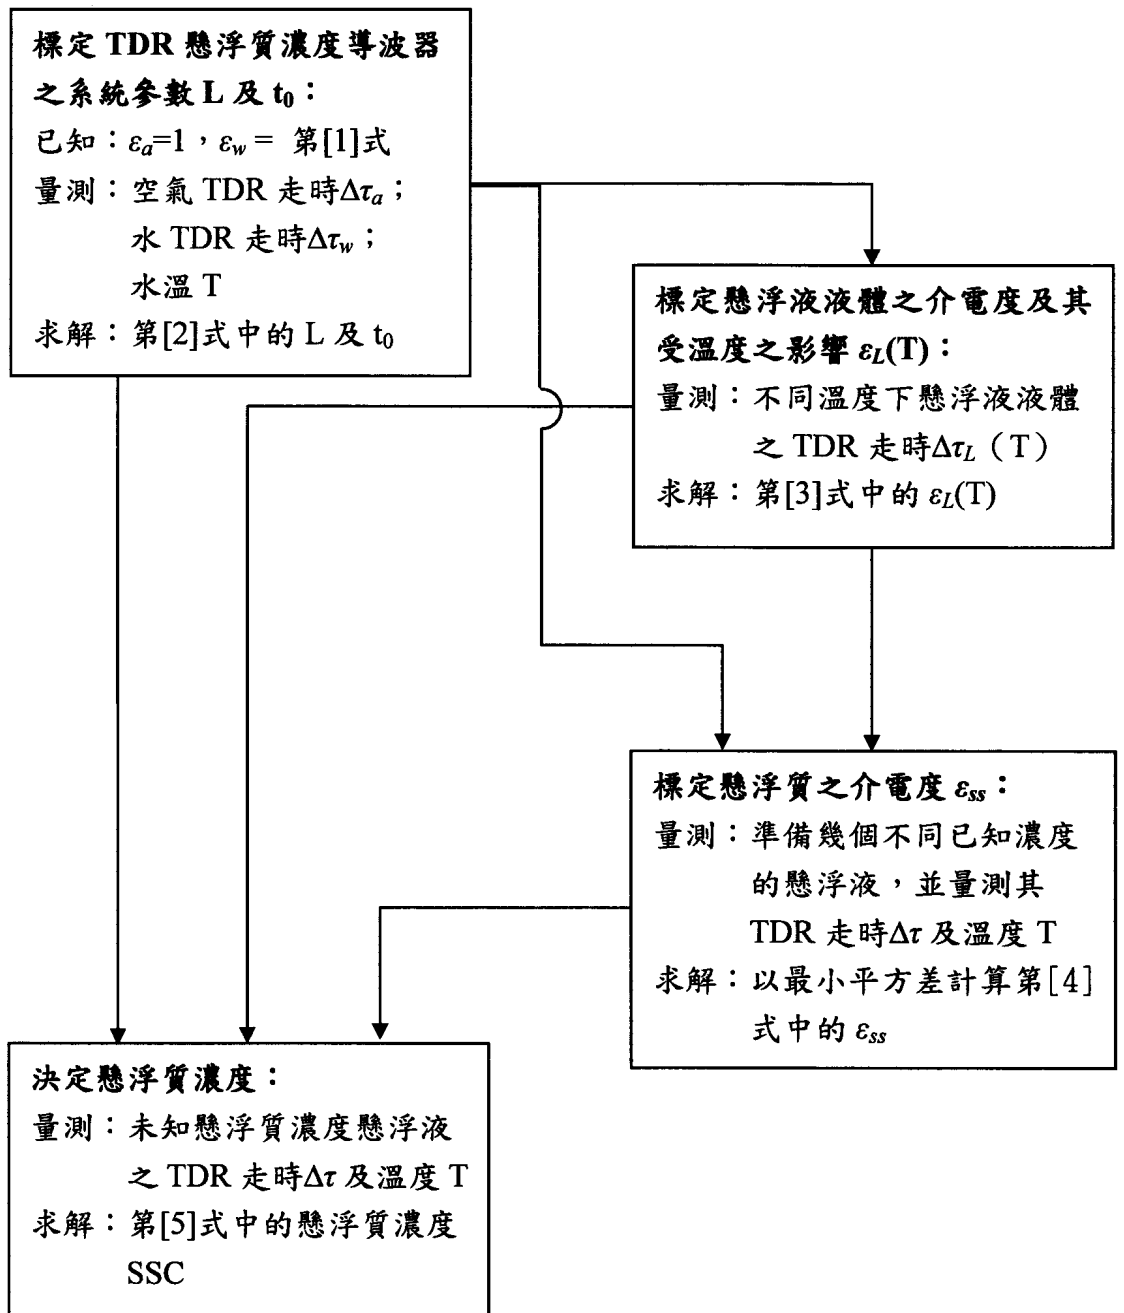 標定 TDR 懸浮質濃度導波器
之系統參數 L 及 t₀：
已知：εa=1，εw = 第[1]式
量測：空氣 TDR 走時Δτa；
水 TDR 走時Δτw；
水溫 T
求解：第[2]式中的 L 及 t₀
標定懸浮液液體之介電度及其
受溫度之影響 εL(T)：
量測：不同溫度下懸浮液液體
之 TDR 走時ΔτL（T）
求解：第[3]式中的 εL(T)
標定懸浮質之介電度 εss：
量測：準備幾個不同已知濃度
的懸浮液，並量測其
TDR 走時Δτ 及溫度 T
求解：以最小平方差計算第[4]
式中的 εss
決定懸浮質濃度：
量測：未知懸浮質濃度懸浮液
之 TDR 走時Δτ 及溫度 T
求解：第[5]式中的懸浮質濃度
SSC